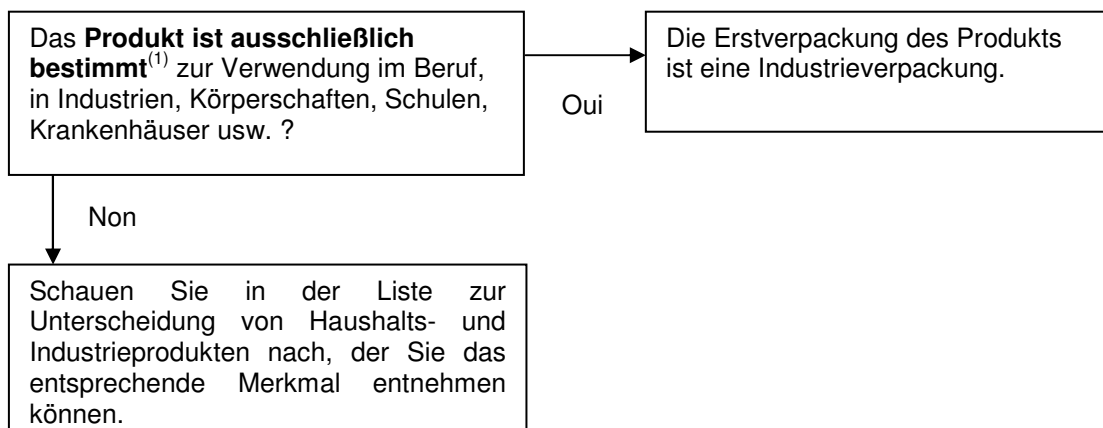 Das Produkt ist ausschließlich
bestimmt(1) zur Verwendung im Beruf,
in Industrien, Körperschaften, Schulen,
Krankenhäuser usw. ?
Oui
Die Erstverpackung des Produkts
ist eine Industrieverpackung.
Non
Schauen Sie in der Liste zur
Unterscheidung von Haushalts- und
Industrieprodukten nach, der Sie das
entsprechende Merkmal entnehmen
können.